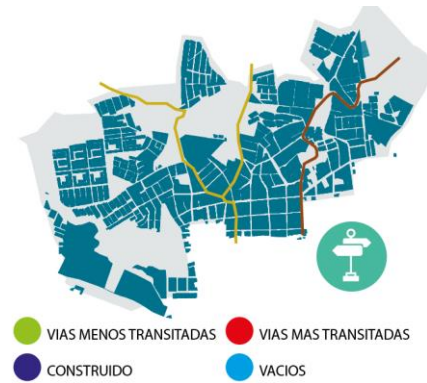 VIAS MENOS TRANSITADAS
VIAS MAS TRANSITADAS
CONSTRUIDO
VACIOS